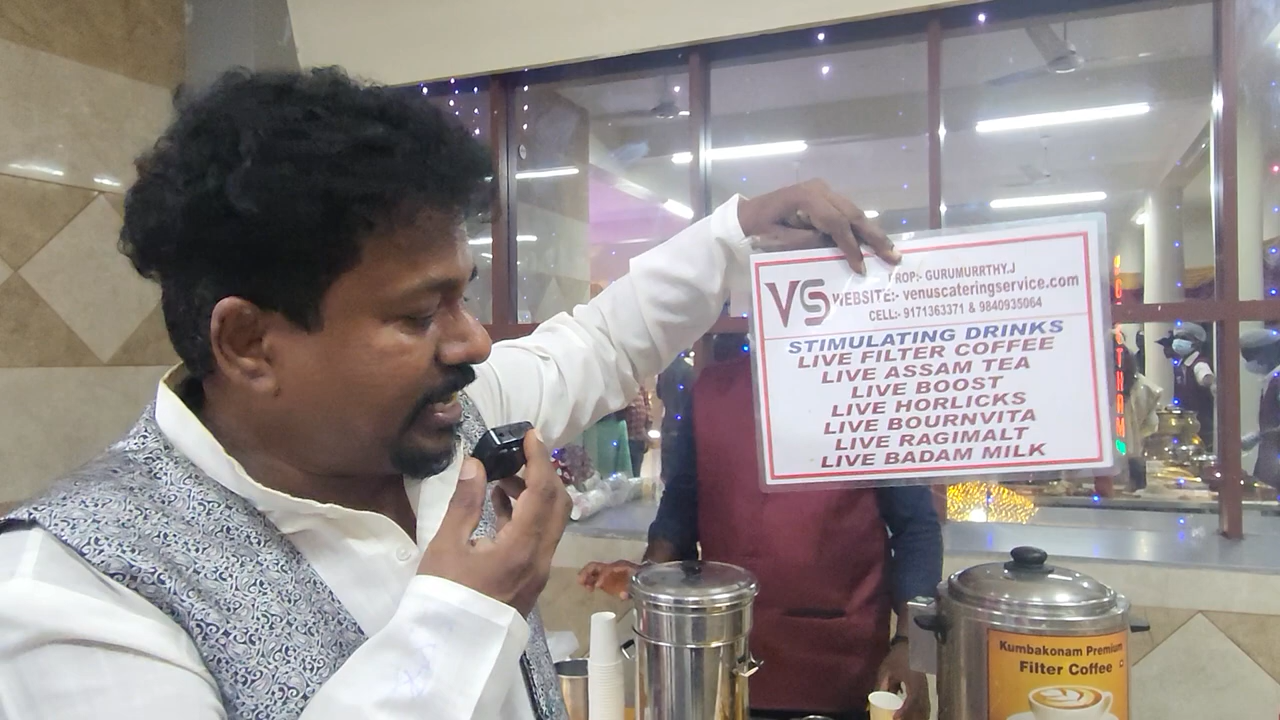 VS
PROP:- GURUMURRTHY.J
WEBSITE:- venuscateringservice.com
CELL:- 9171363371 & 9840935064
STIMULATING DRINKS
LIVE FILTER COFFEE
LIVE ASSAM TEA
LIVE BOOST
LIVE HORLICKS
LIVE BOURNVITA
LIVE RAGIMALT
LIVE BADAM MILK
Kumbakonam Premium
Filter Coffee